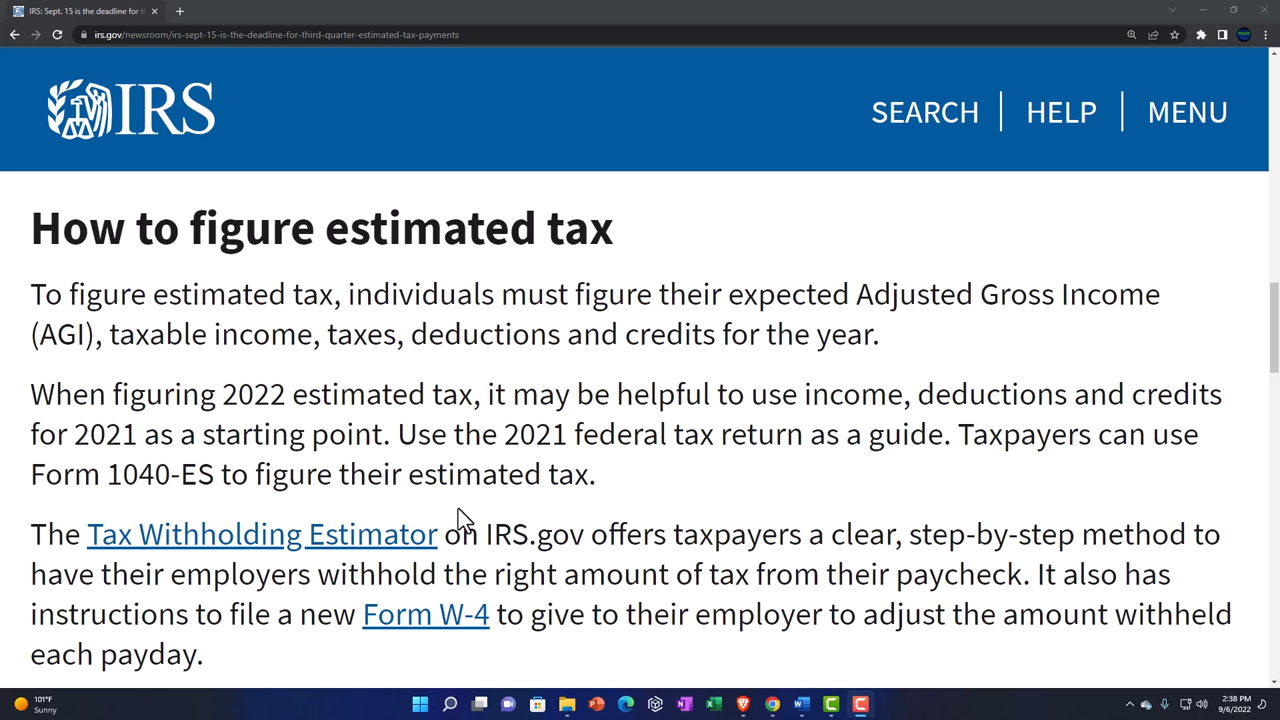 IRS: Sept. 15 is the deadline for t
irs.gov/newsroom/irs-sept-15-is-the-deadline-for-third-quarter-estimated-tax-payments
IRS
SEARCH HELP MENU
How to figure estimated tax
To figure estimated tax, individuals must figure their expected Adjusted Gross Income
(AGI), taxable income, taxes, deductions and credits for the year.
When figuring 2022 estimated tax, it may be helpful to use income, deductions and credits
for 2021 as a starting point. Use the 2021 federal tax return as a guide. Taxpayers can use
Form 1040-ES to figure their estimated tax.
The Tax Withholding Estimator on IRS.gov offers taxpayers a clear, step-by-step method to
have their employers withhold the right amount of tax from their paycheck. It also has
instructions to file a new Form W-4 to give to their employer to adjust the amount withheld
each payday.
101°F
Sunny
2:38 PM
9/6/2022